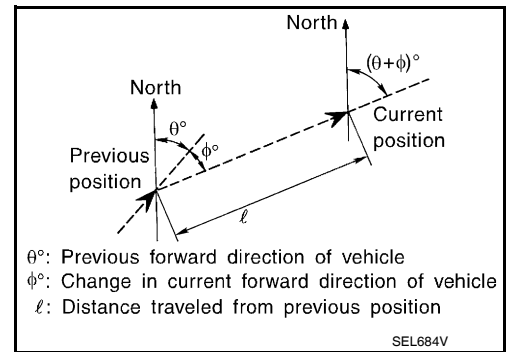 North
(θ+ϕ)°
North
θ°
ϕ°
Current
position
Previous
position
ℓ
θ°: Previous forward direction of vehicle
ϕ°: Change in current forward direction of vehicle
ℓ: Distance traveled from previous position
SEL684V